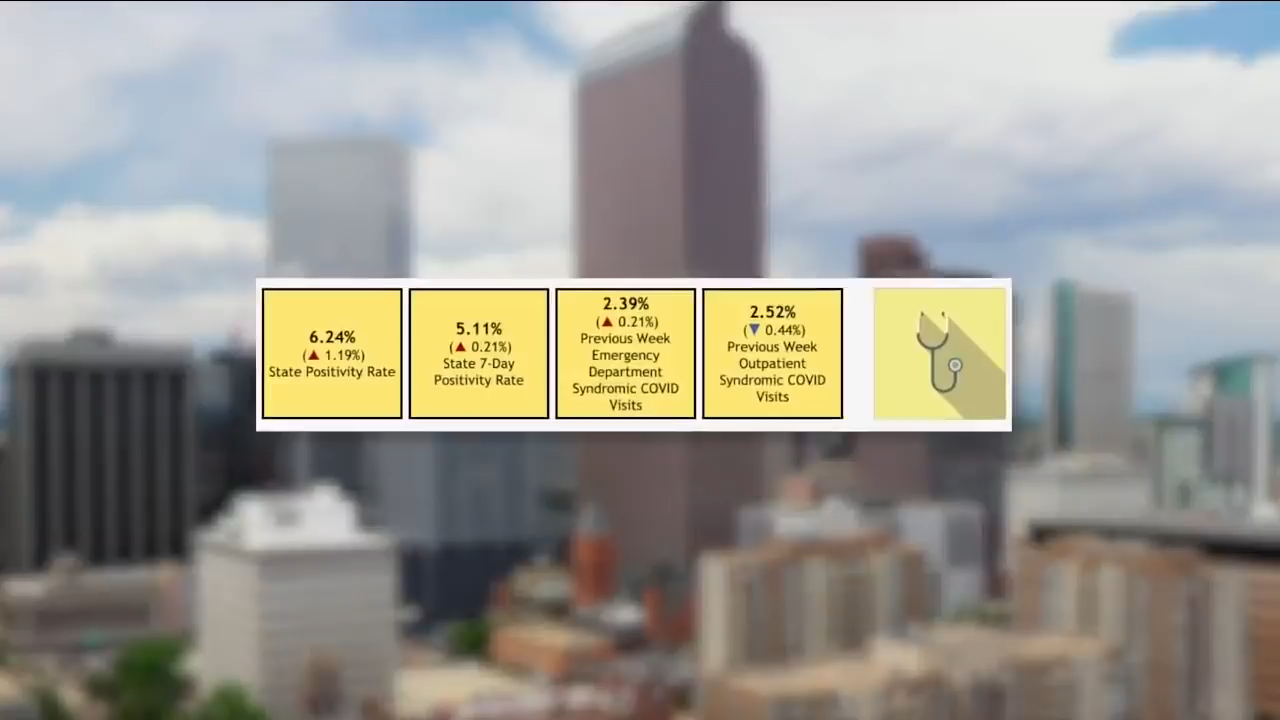 6.24%
(▲ 1.19%)
State Positivity Rate
5.11%
(▲ 0.21%)
State 7-Day
Positivity Rate
2.39%
(▲ 0.21%)
Previous Week
Emergency
Department
Syndromic COVID
Visits
2.52%
(▼ 0.44%)
Previous Week
Outpatient
Syndromic COVID
Visits